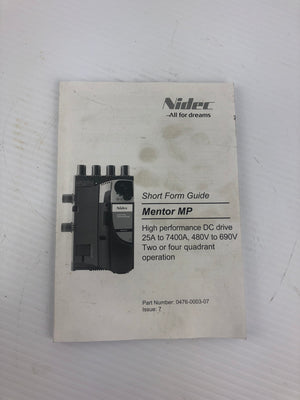 Nidec
-All for dreams
Nidec
Short Form Guide
Mentor MP
High performance DC drive
25A to 7400A, 480V to 690V
Two or four quadrant
operation
Part Number: 0476-0003-07
Issue: 7